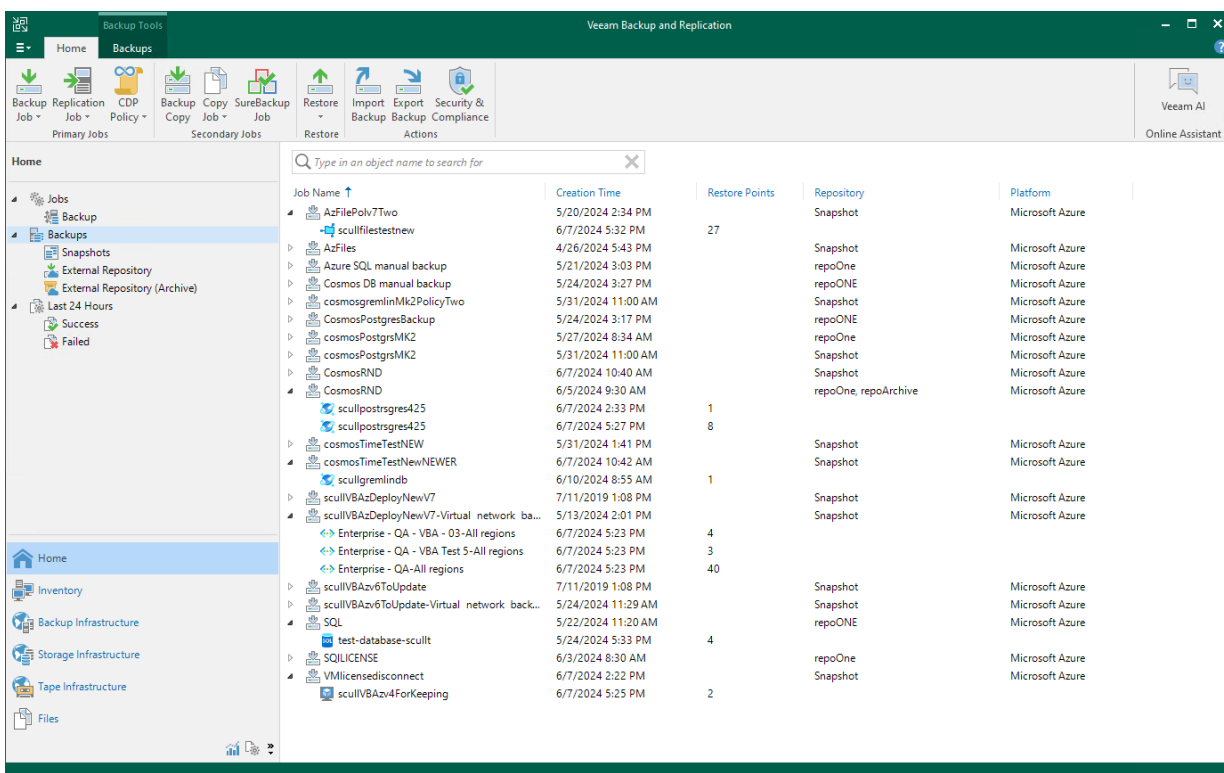 Backup Tools
Veeam Backup and Replication
Home Backups
Backup Job Replication Job CDP Policy Backup Copy Copy Job SureBackup Job Restore Import Backup Export Backup Security & Compliance Veeam AI
Primary Jobs Secondary Jobs Restore Actions Online Assistant
Home
Jobs
Backup
Backups
Snapshots
External Repository
External Repository (Archive)
Last 24 Hours
Success
Failed
Home
Inventory
Backup Infrastructure
Storage Infrastructure
Tape Infrastructure
Files
Type in an object name to search for
Job Name Creation Time Restore Points Repository Platform
AzFilePolv7Two 5/20/2024 2:34 PM Snapshot Microsoft Azure
scullfilestestnew 6/7/2024 5:32 PM 27
AzFiles 4/26/2024 5:43 PM Snapshot Microsoft Azure
Azure SQL manual backup 5/21/2024 3:03 PM repoOne Microsoft Azure
Cosmos DB manual backup 5/24/2024 3:27 PM repoONE Microsoft Azure
cosmosgremlinMk2PolicyTwo 5/31/2024 11:00 AM Snapshot Microsoft Azure
CosmosPostgresBackup 5/24/2024 3:17 PM repoONE Microsoft Azure
cosmosPostgrsMK2 5/27/2024 8:34 AM repoOne Microsoft Azure
cosmosPostgrsMK2 5/31/2024 11:00 AM Snapshot Microsoft Azure
CosmosRND 6/7/2024 10:40 AM Snapshot Microsoft Azure
CosmosRND 6/5/2024 9:30 AM repoOne, repoArchive Microsoft Azure
scullpostrsgres425 6/7/2024 2:33 PM 1
scullpostrsgres425 6/7/2024 5:27 PM 8
cosmosTimeTestNEW 5/31/2024 1:41 PM Snapshot Microsoft Azure
cosmosTimeTestNewNEWER 6/7/2024 10:42 AM Snapshot Microsoft Azure
scullgremlindb 6/10/2024 8:55 AM 1
scullVBAzDeployNewV7 7/11/2019 1:08 PM Snapshot Microsoft Azure
scullVBAzDeployNewV7-Virtual network ba... 5/13/2024 2:01 PM Snapshot Microsoft Azure
Enterprise - QA - VBA - 03-All regions 6/7/2024 5:23 PM 4
Enterprise - QA - VBA Test 5-All regions 6/7/2024 5:23 PM 3
Enterprise - QA-All regions 6/7/2024 5:23 PM 40
scullVBAzv6ToUpdate 7/11/2019 1:08 PM Snapshot Microsoft Azure
scullVBAzv6ToUpdate-Virtual network back... 5/24/2024 11:29 AM Snapshot Microsoft Azure
SQL 5/22/2024 11:20 AM repoONE Microsoft Azure
test-database-scullt 5/24/2024 5:33 PM 4
SQlLICENSE 6/3/2024 8:30 AM repoOne Microsoft Azure
VMlicensedisconnect 6/7/2024 2:22 PM Snapshot Microsoft Azure
scullVBAzv4ForKeeping 6/7/2024 5:25 PM 2